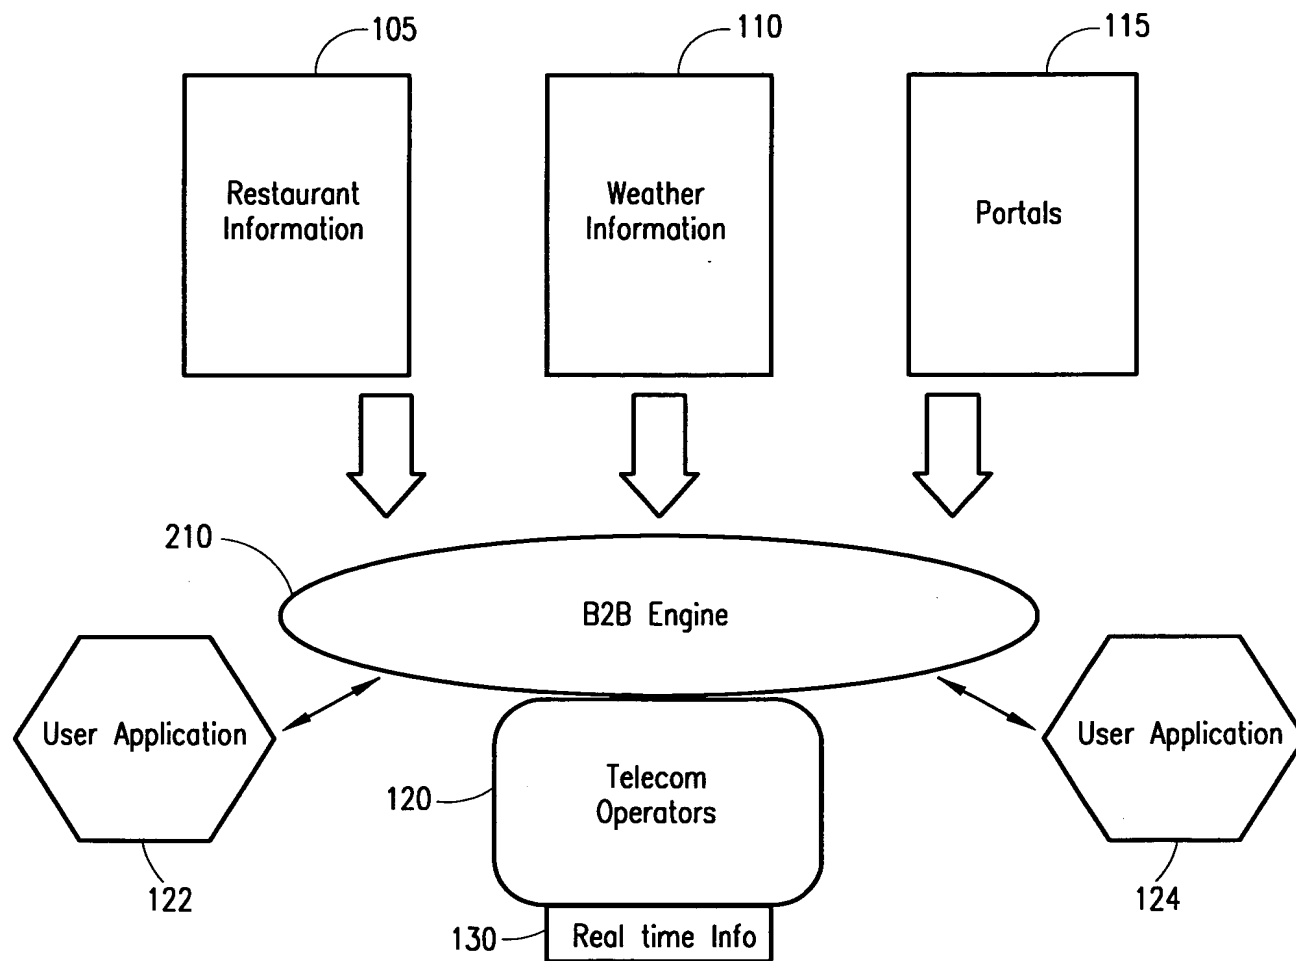 105
110
115
Restaurant
Information
Weather
Information
Portals
210
B2B Engine
User Application
User Application
Telecom
Operators
120
122
124
130
Real time Info